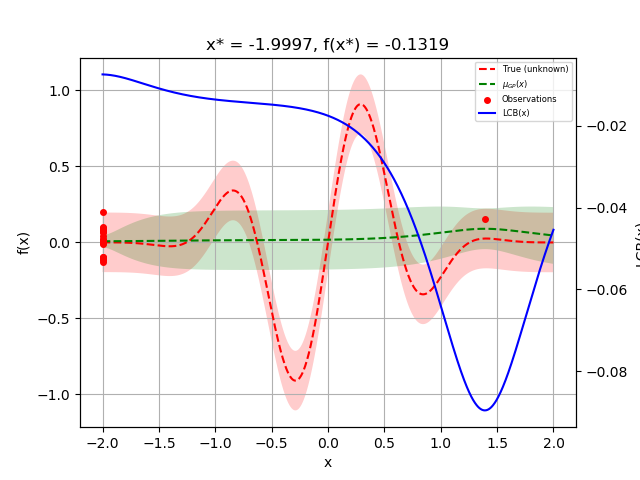 x* = -1.9997, f(x*) = -0.1319
True (unknown)
μGP(x)
Observations
LCB(x)
f(x)
1.0
0.5
0.0
−0.5
−1.0
−0.02
−0.04
−0.06
−0.08
−2.0 −1.5 −1.0 −0.5 0.0 0.5 1.0 1.5 2.0
x